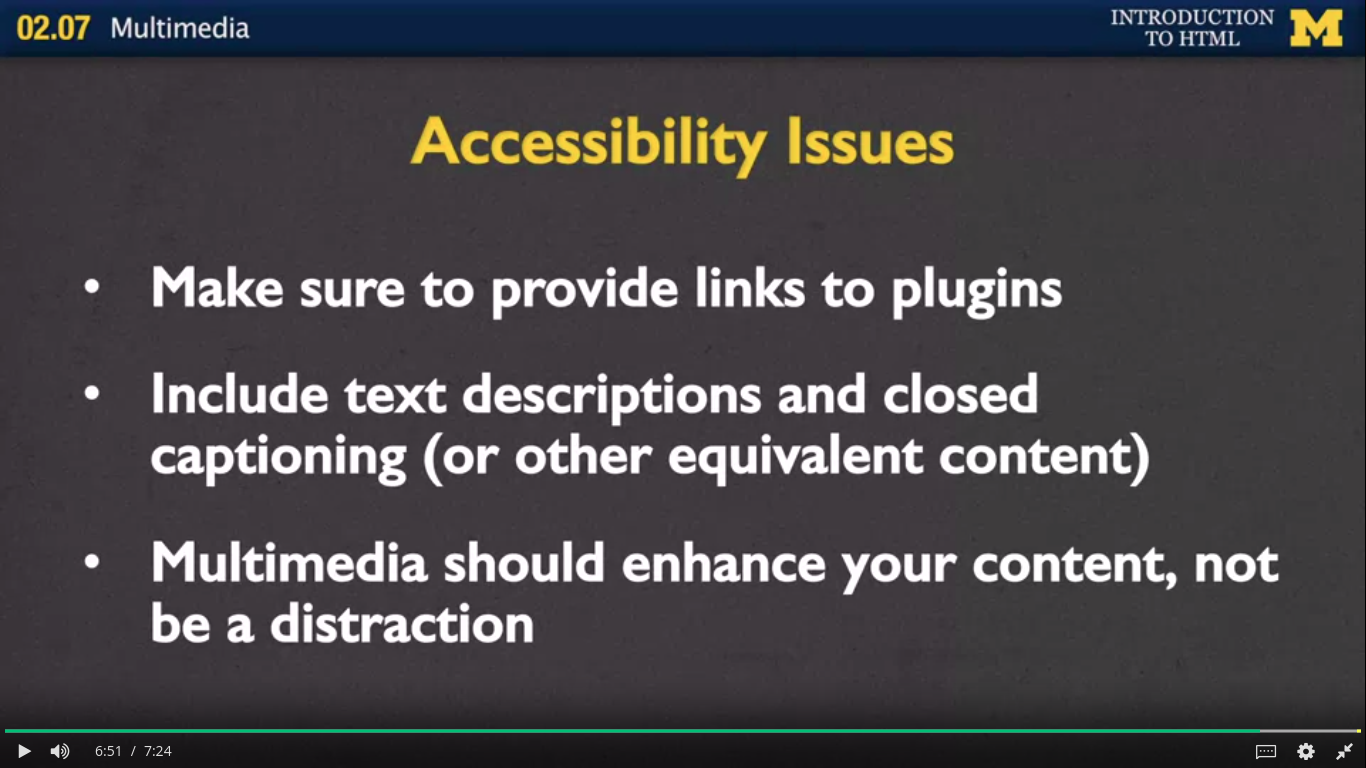 02.07 Multimedia
INTRODUCTION
TO HTML
M
Accessibility Issues
• Make sure to provide links to plugins
• Include text descriptions and closed
captioning (or other equivalent content)
• Multimedia should enhance your content, not
be a distraction
6:51 / 7:24